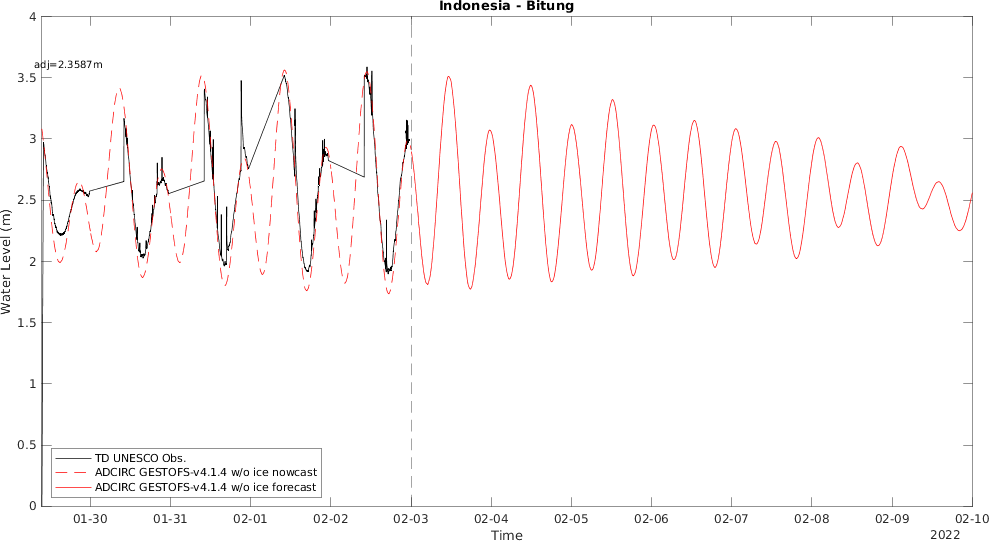 Indonesia - Bitung
adj=2.3587m
Water Level (m)
4
3.5
3
2.5
2
1.5
1
0.5
0
TD UNESCO Obs.
ADCIRC GESTOFS-v4.1.4 w/o ice nowcast
ADCIRC GESTOFS-v4.1.4 w/o ice forecast
01-30 01-31 02-01 02-02 02-03 02-04 02-05 02-06 02-07 02-08 02-09 02-10
Time
2022